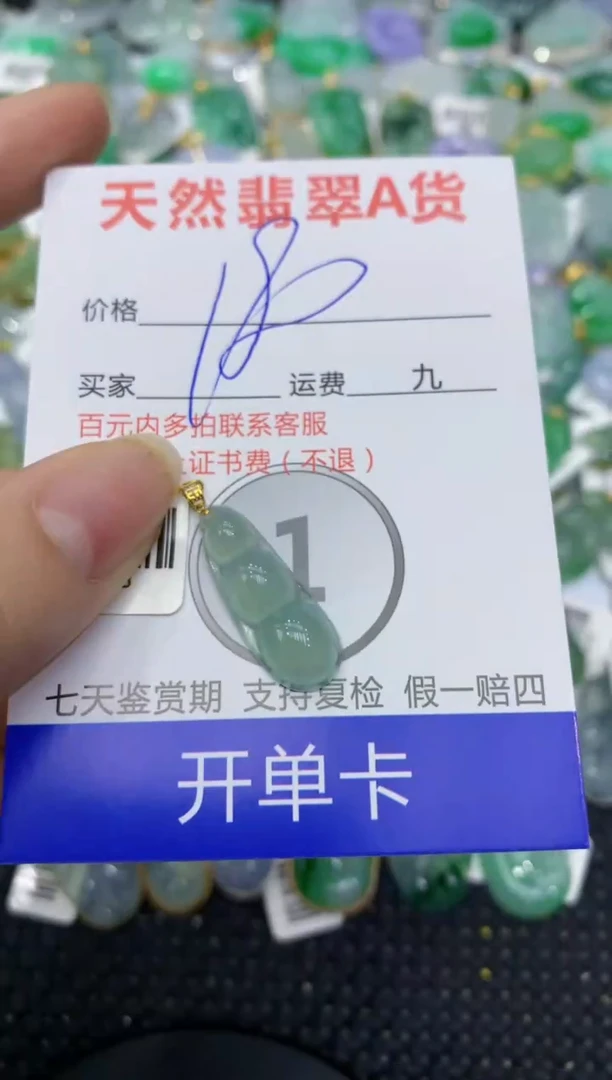 天然翡翠A货
价格 180
买家 运费 九
百元内多拍联系客服
证书费（不退）
1
七天鉴赏期 支持复检 假一赔四
开单卡